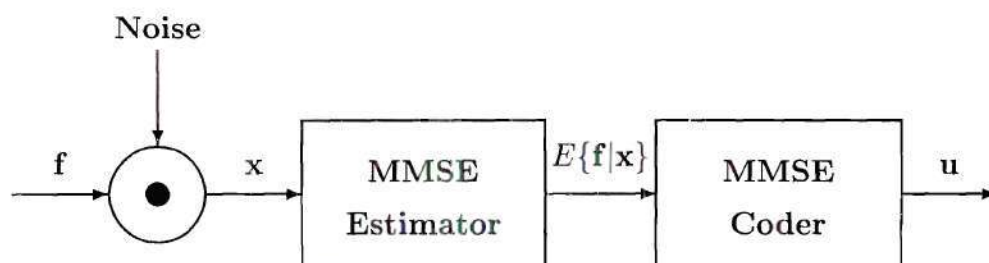 Noise
f
x
MMSE
Estimator
E{f|x}
MMSE
Coder
u